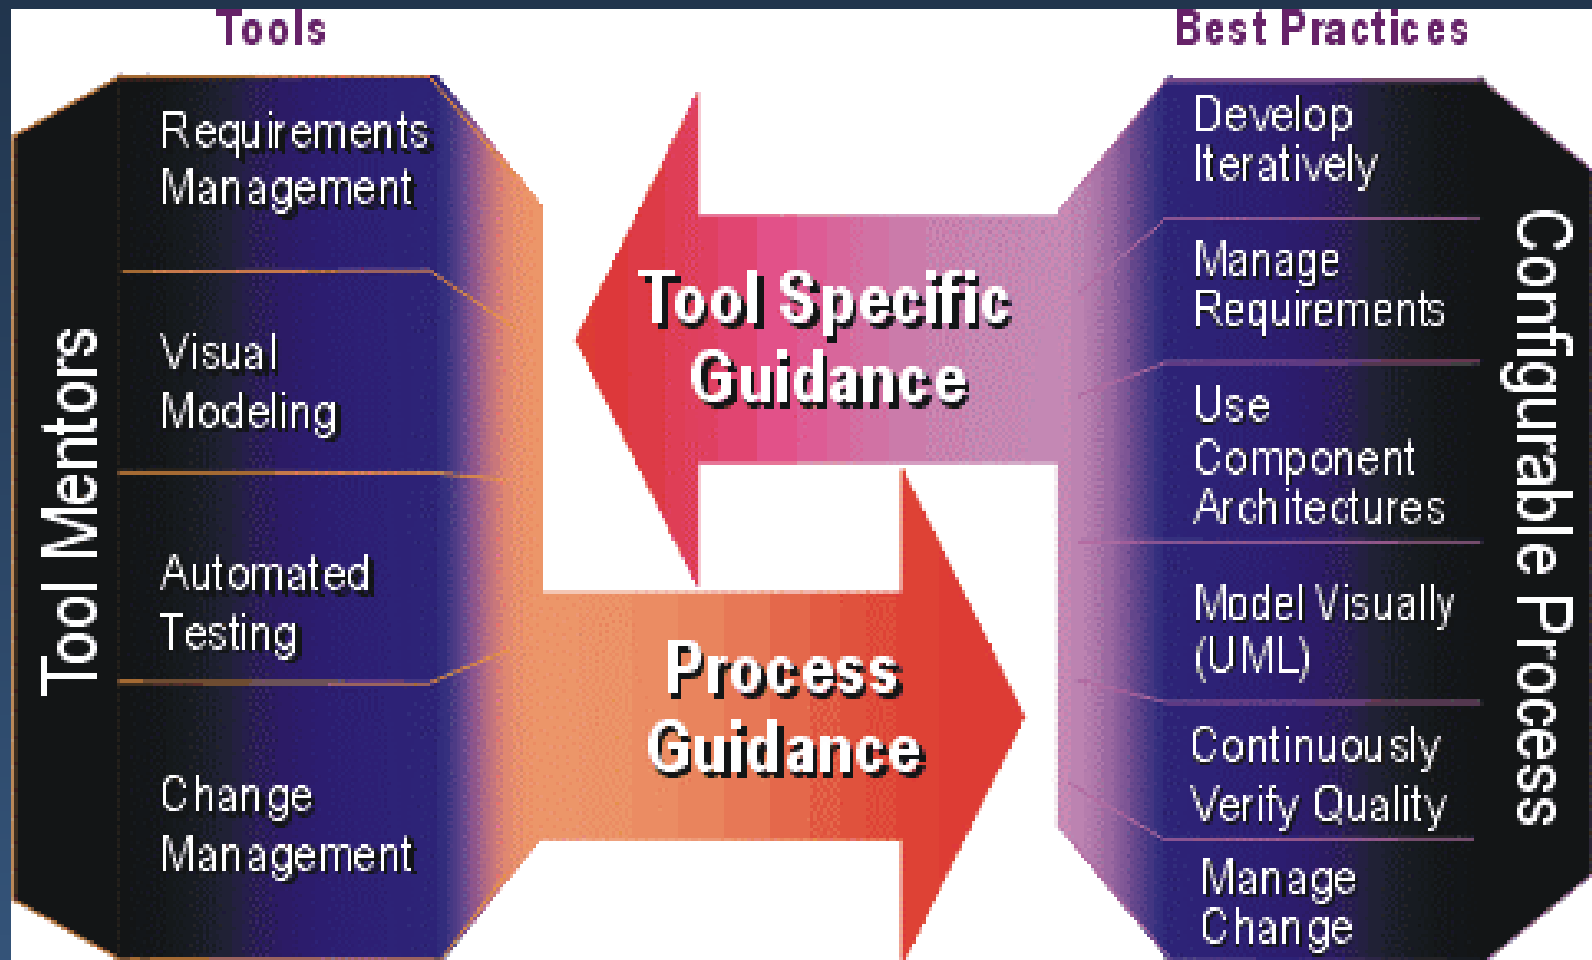 Tools
Tool Mentors
Requirements
Management
Visual
Modeling
Automated
Testing
Change
Management
Tool Specific
Guidance
Process
Guidance
Best Practices
Develop
Iteratively
Manage
Requirements
Use
Component
Architectures
Model Visually
(UML)
Continuously
Verify Quality
Manage
Change
Configurable Process